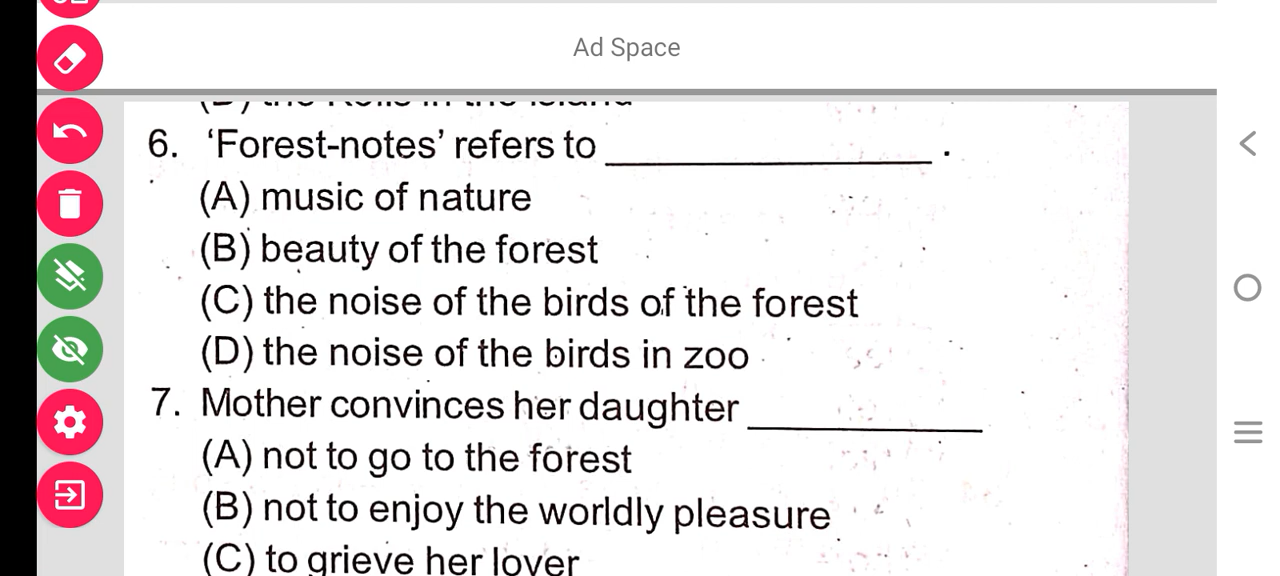 Ad Space
6. ‘Forest-notes’ refers to ____________ .
(A) music of nature
(B) beauty of the forest
(C) the noise of the birds of the forest
(D) the noise of the birds in zoo
7. Mother convinces her daughter ____________
(A) not to go to the forest
(B) not to enjoy the worldly pleasure
(C) to grieve her lover